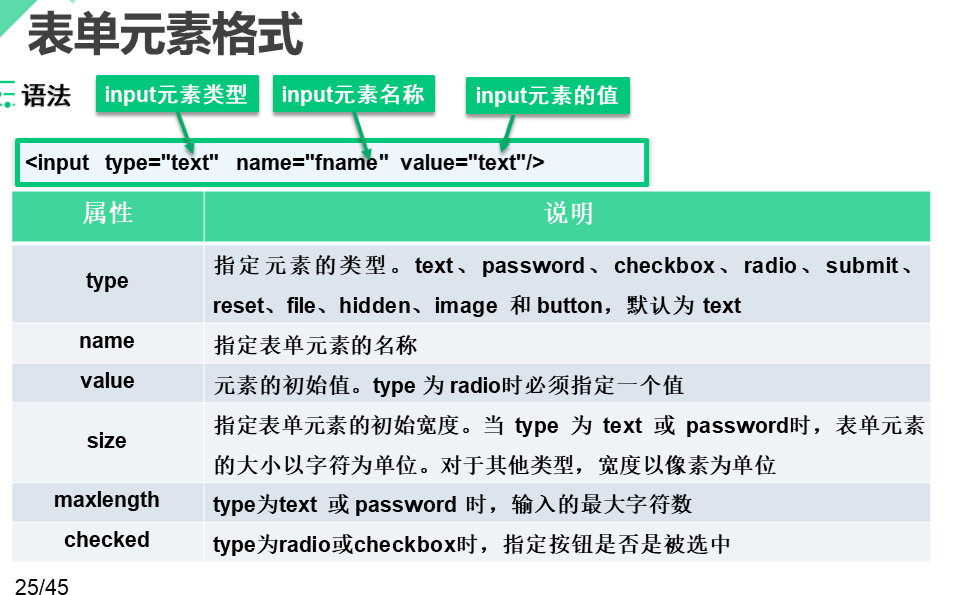 表单元素格式
语法
input元素类型 input元素名称 input元素的值
<input type="text" name="fname" value="text"/>
属性 说明
type 指定元素的类型。text、password、checkbox、radio、submit、
reset、file、hidden、image 和 button，默认为 text
name 指定表单元素的名称
value 元素的初始值。type 为 radio时必须指定一个值
size 指定表单元素的初始宽度。当 type 为 text 或 password时，表单元素
的大小以字符为单位。对于其他类型，宽度以像素为单位
maxlength type为text 或 password 时，输入的最大字符数
checked type为radio或checkbox时，指定按钮是否是被选中
25/45